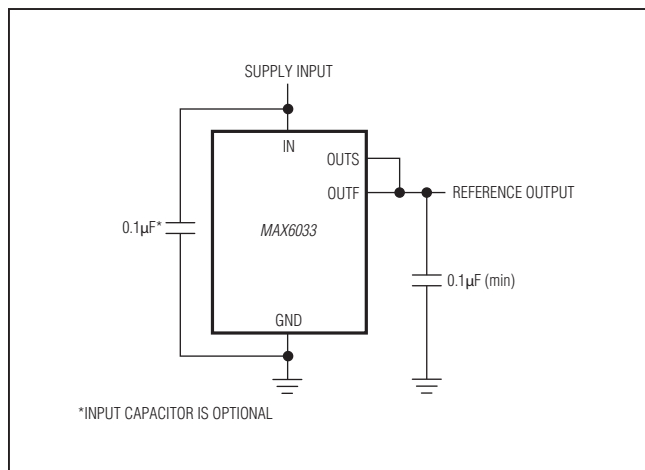 SUPPLY INPUT
IN
OUTS
OUTF
REFERENCE OUTPUT
0.1µF*
MAX6033
0.1µF (min)
GND
*INPUT CAPACITOR IS OPTIONAL